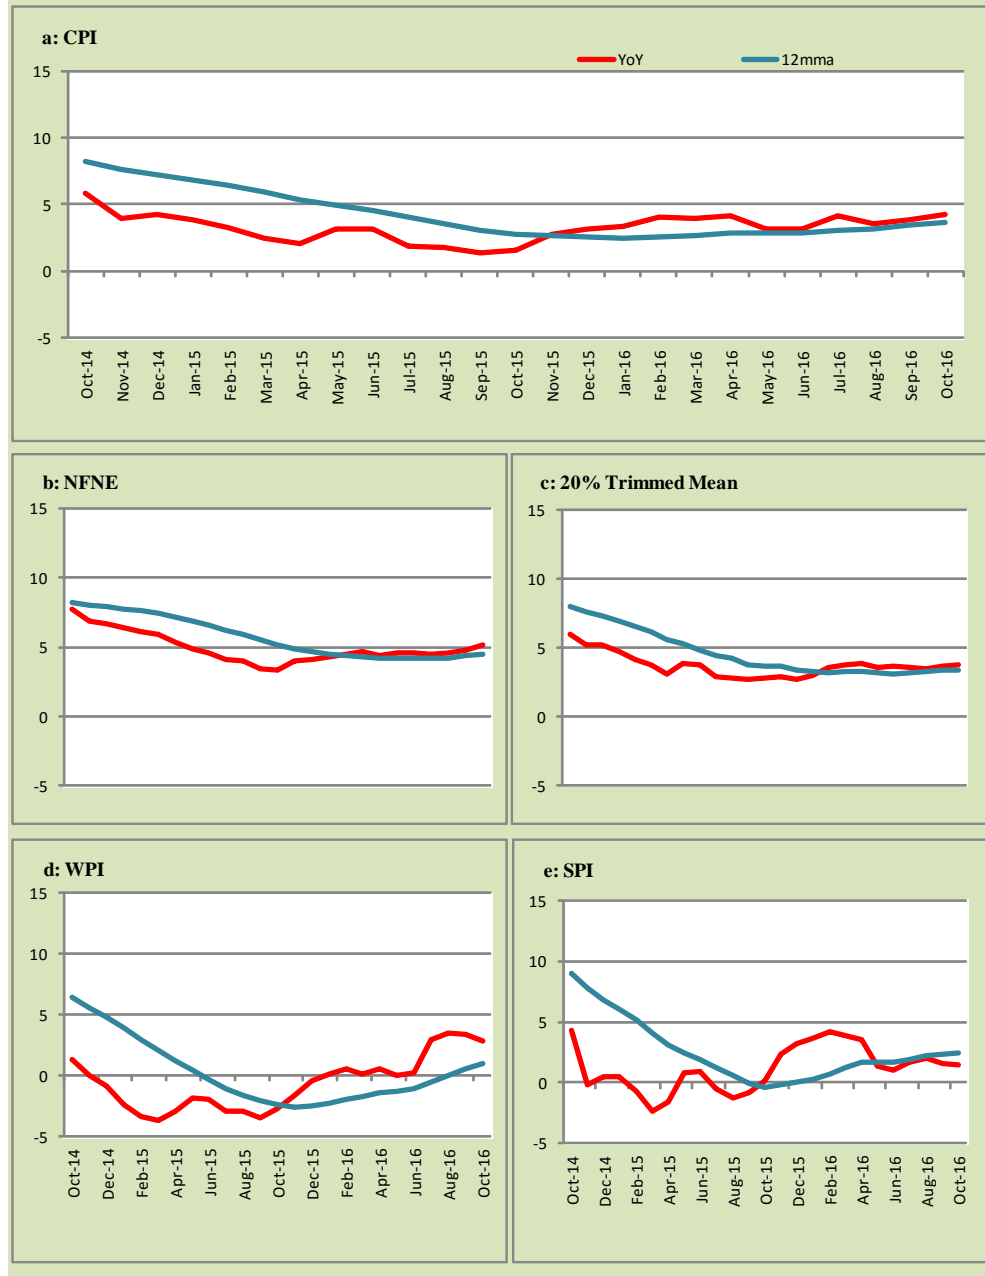 a: CPI
YoY 12mma
15
10
5
0
-5
Oct-14 Nov-14 Dec-14 Jan-15 Feb-15 Mar-15 Apr-15 May-15 Jun-15 Jul-15 Aug-15 Sep-15 Oct-15 Nov-15 Dec-15 Jan-16 Feb-16 Mar-16 Apr-16 May-16 Jun-16 Jul-16 Aug-16 Sep-16 Oct-16
b: NFNE
15
10
5
0
-5
c: 20% Trimmed Mean
15
10
5
0
-5
d: WPI
15
10
5
0
-5
Oct-14 Dec-14 Feb-15 Apr-15 Jun-15 Aug-15 Oct-15 Dec-15 Feb-16 Apr-16 Jun-16 Aug-16 Oct-16
e: SPI
15
10
5
0
-5
Oct-14 Dec-14 Feb-15 Apr-15 Jun-15 Aug-15 Oct-15 Dec-15 Feb-16 Apr-16 Jun-16 Aug-16 Oct-16